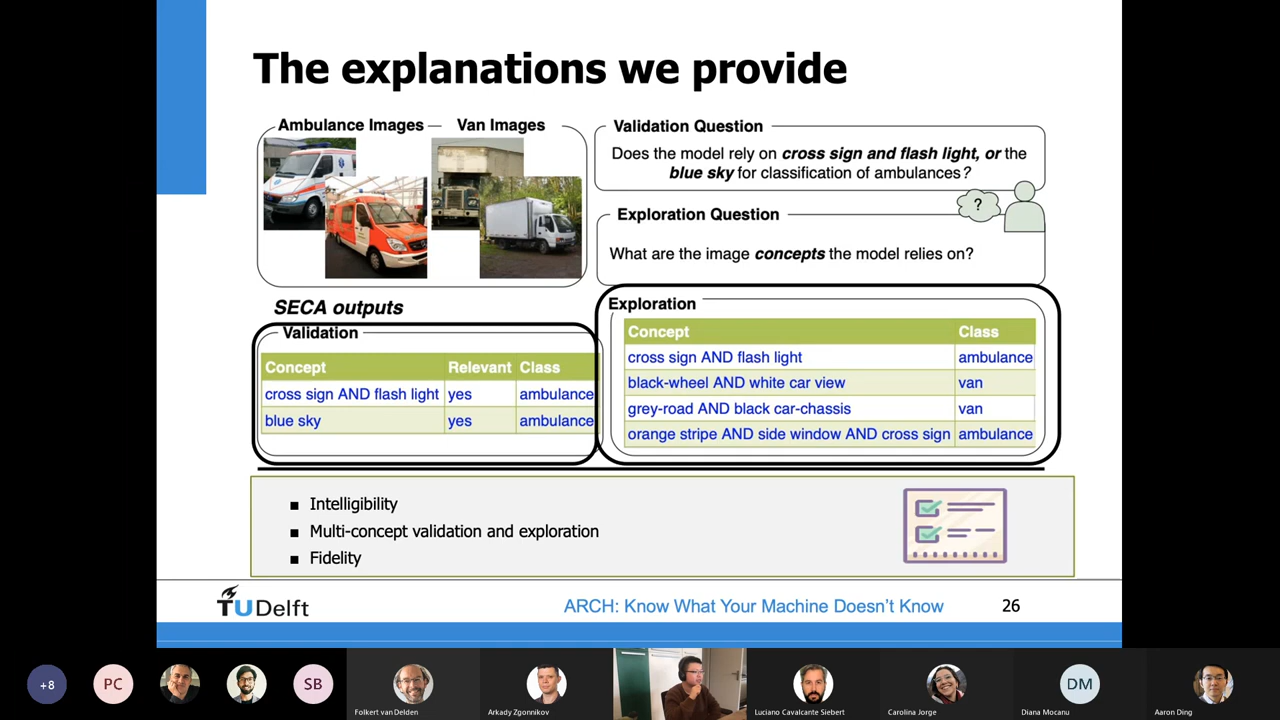 The explanations we provide
Ambulance Images
Van Images
Validation Question
Does the model rely on cross sign and flash light, or the
blue sky for classification of ambulances?
?
Exploration Question
What are the image concepts the model relies on?
SECA outputs
Validation
Concept Relevant Class
cross sign AND flash light yes ambulance
blue sky yes ambulance
Exploration
Concept Class
cross sign AND flash light ambulance
black-wheel AND white car view van
grey-road AND black car-chassis van
orange stripe AND side window AND cross sign ambulance
Intelligibility
Multi-concept validation and exploration
Fidelity
TUDelft
ARCH: Know What Your Machine Doesn't Know
26
+8
PC
SB
Folkert van Delden
Arkady Zgonnikov
Luciano Cavalcante Siebert
Carolina Jorge
DM
Diana Mocanu
Aaron Ding